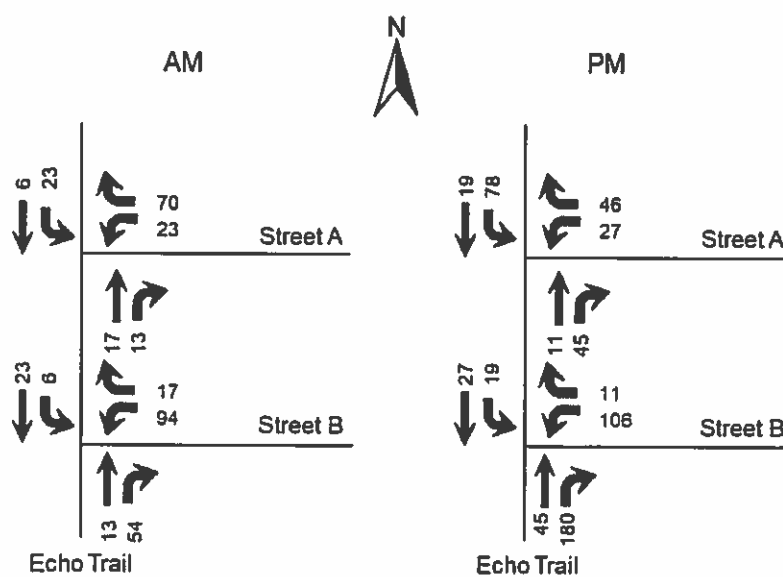 N
AM
PM
6 23
70
23
Street A
17 13
23 6
17
94
Street B
13 54
Echo Trail
19 78
46
27
Street A
11 45
27 19
11
106
Street B
45 180
Echo Trail